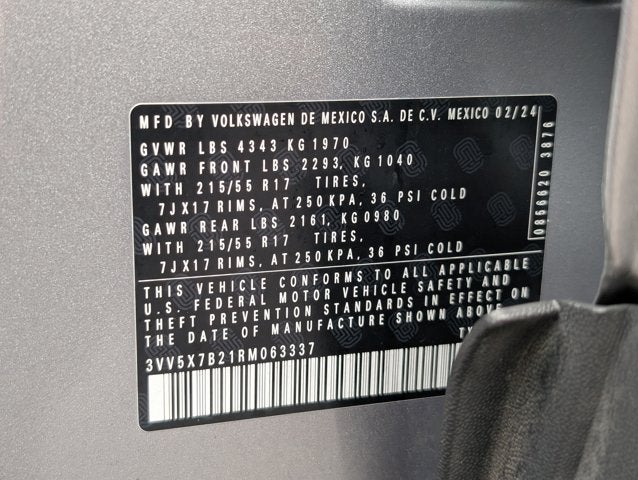 MFD BY VOLKSWAGEN DE MEXICO S.A. DE C.V. MEXICO 02/24
GVWR LBS 4343 KG 1970
GAWR FRONT LBS 2293, KG 1040
WITH 215/55 R17 TIRES,
7JX17 RIMS, AT 250 KPA, 36 PSI COLD
GAWR REAR LBS 2161, KG 0980
WITH 215/55 R17 TIRES,
7JX17 RIMS, AT 250 KPA, 36 PSI COLD
THIS VEHICLE CONFORMS TO ALL APPLICABLE
U.S. FEDERAL MOTOR VEHICLE SAFETY AND
THEFT PREVENTION STANDARDS IN EFFECT ON
THE DATE OF MANUFACTURE SHOWN ABOVE.
3VV5X7B21RM063337
0856620 3876